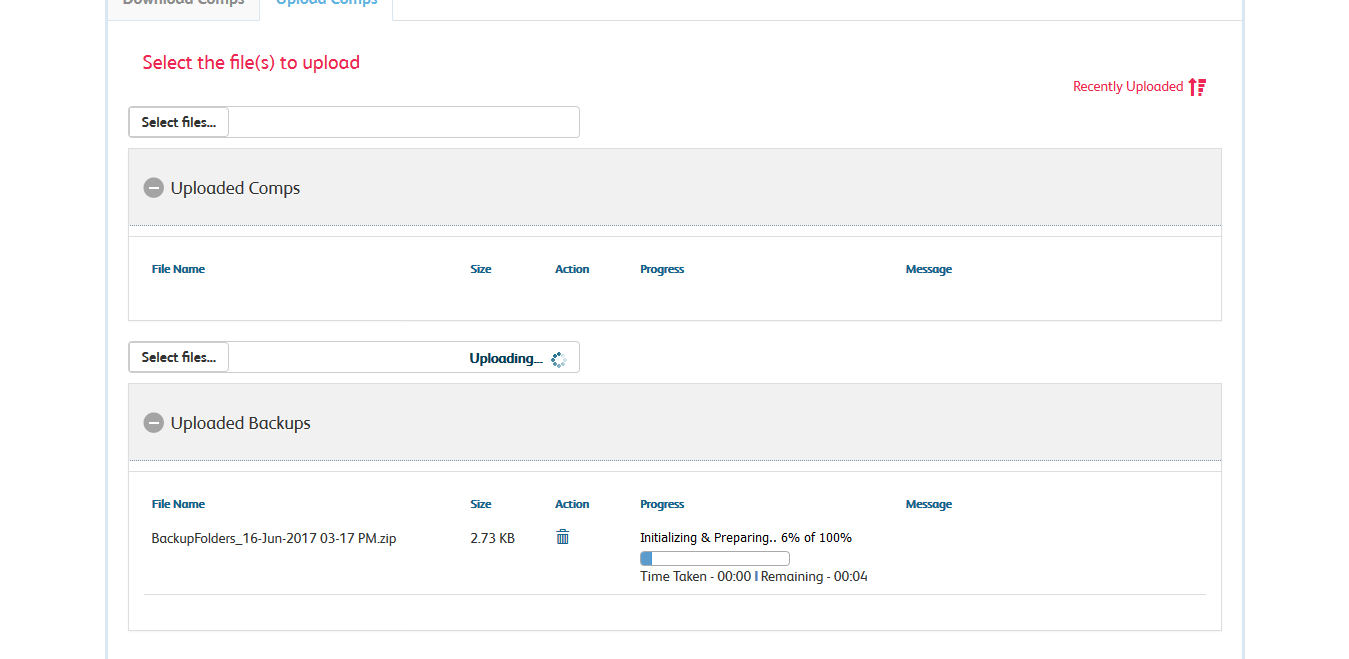 Download Comps Upload Comps
Select the file(s) to upload
Recently Uploaded
Select files...
Uploaded Comps
File Name Size Action Progress Message
Select files... Uploading...
Uploaded Backups
File Name Size Action Progress Message
BackupFolders_16-Jun-2017 03-17 PM.zip 2.73 KB Initializing & Preparing.. 6% of 100%
Time Taken - 00:00 | Remaining - 00:04